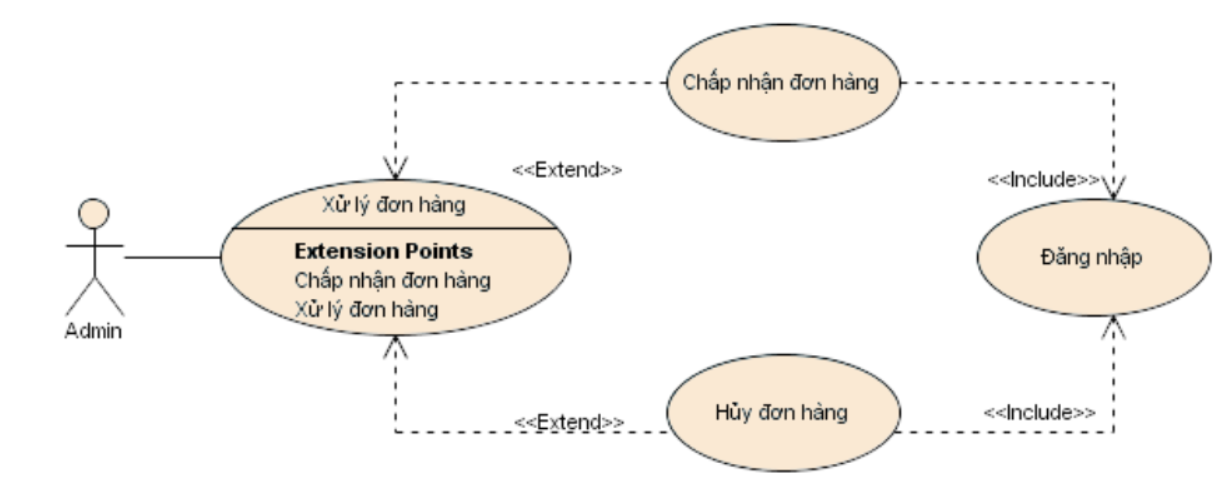 Chấp nhận đơn hàng
<<Extend>>
<<Include>>
Xử lý đơn hàng
Extension Points
Chấp nhận đơn hàng
Xử lý đơn hàng
Đăng nhập
Admin
<<Extend>>
Hủy đơn hàng
<<Include>>